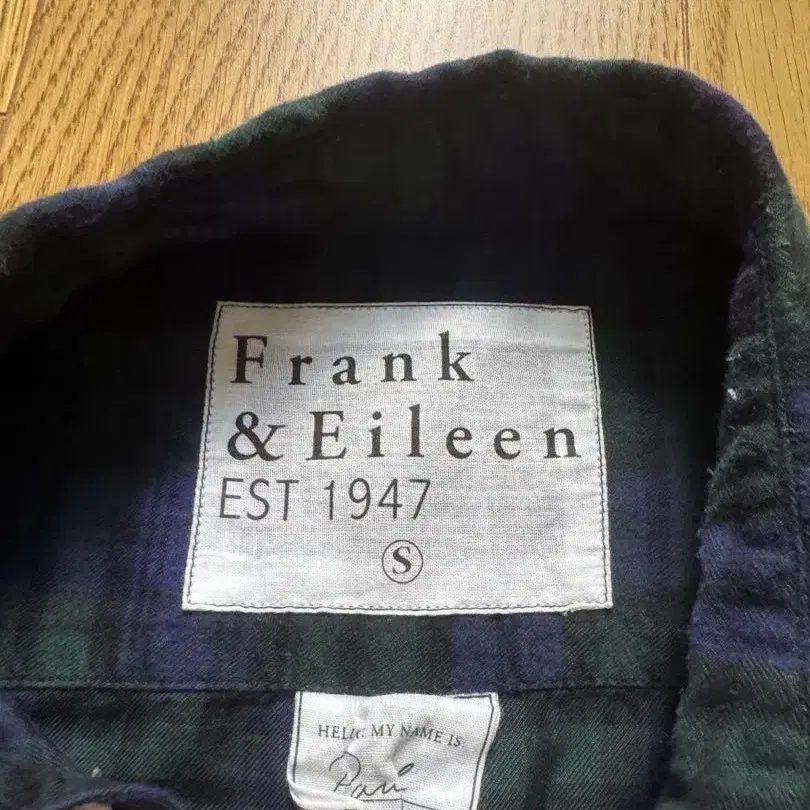 Frank
& Eileen
EST 1947
S
HELLO MY NAME IS: